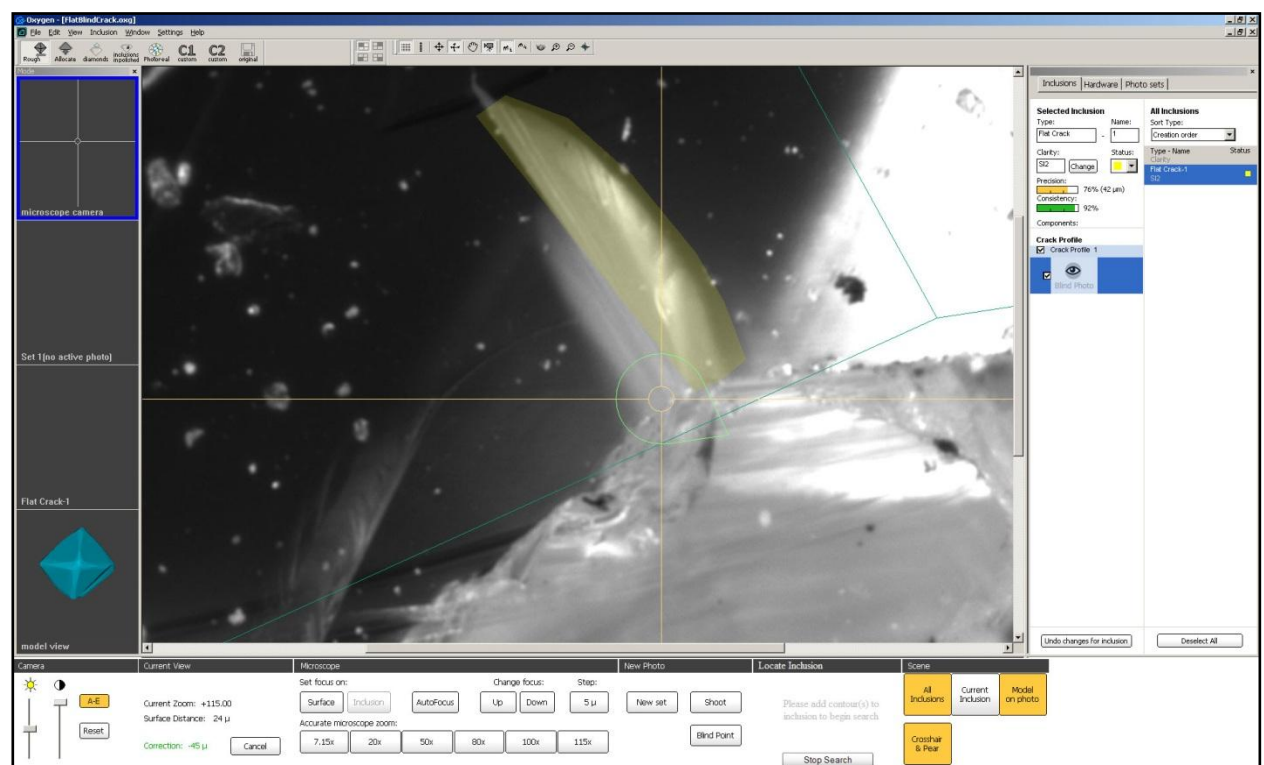 Oxygen - [FlatBlindCrack.oxg]
File Edit View Inclusion Window Settings Help
Rough Allocate diamonds inclusions inpolished Photoreal C1 custom C2 custom original
Mode
microscope camera
Set 1(no active photo)
Flat Crack-1
model view
Inclusions Hardware Photo sets
Selected Inclusion
Type: Name:
Flat Crack - 1
Clarity: Status:
SI2 Change
Precision:
76% (42 μm)
Consistency:
92%
Components:
Crack Profile
Crack Profile 1
Blind Photo
Undo changes for inclusion
All Inclusions
Sort Type:
Creation order
Type - Name Status
Clarity
Flat Crack-1
SI2
Deselect All
Camera
A-E
Reset
Current View
Current Zoom: +115.00
Surface Distance: 24 μ
Correction: -45 μ Cancel
Microscope
Set focus on: Change focus: Step:
Surface Inclusion AutoFocus Up Down 5 μ
Accurate microscope zoom:
7.15x 20x 50x 80x 100x 115x
New Photo
New set Shoot
Blind Point
Locate Inclusion
Please add contour(s) to
inclusion to begin search
Stop Search
Scene
All Inclusions Current Inclusion Model on photo
Crosshair & Pear